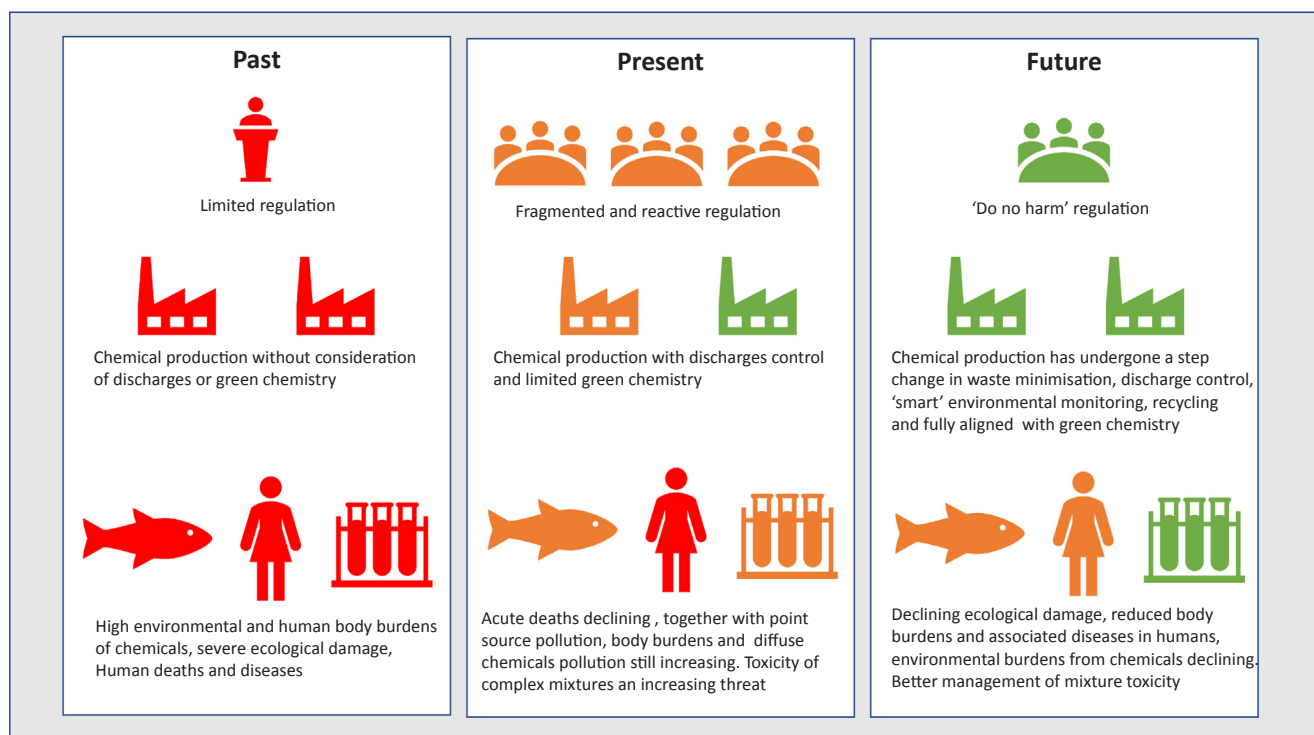 Past
Limited regulation
Chemical production without consideration
of discharges or green chemistry
High environmental and human body burdens
of chemicals, severe ecological damage,
Human deaths and diseases
Present
Fragmented and reactive regulation
Chemical production with discharges control
and limited green chemistry
Acute deaths declining , together with point
source pollution, body burdens and diffuse
chemicals pollution still increasing. Toxicity of
complex mixtures an increasing threat
Future
‘Do no harm’ regulation
Chemical production has undergone a step
change in waste minimisation, discharge control,
‘smart’ environmental monitoring, recycling
and fully aligned with green chemistry
Declining ecological damage, reduced body
burdens and associated diseases in humans,
environmental burdens from chemicals declining.
Better management of mixture toxicity